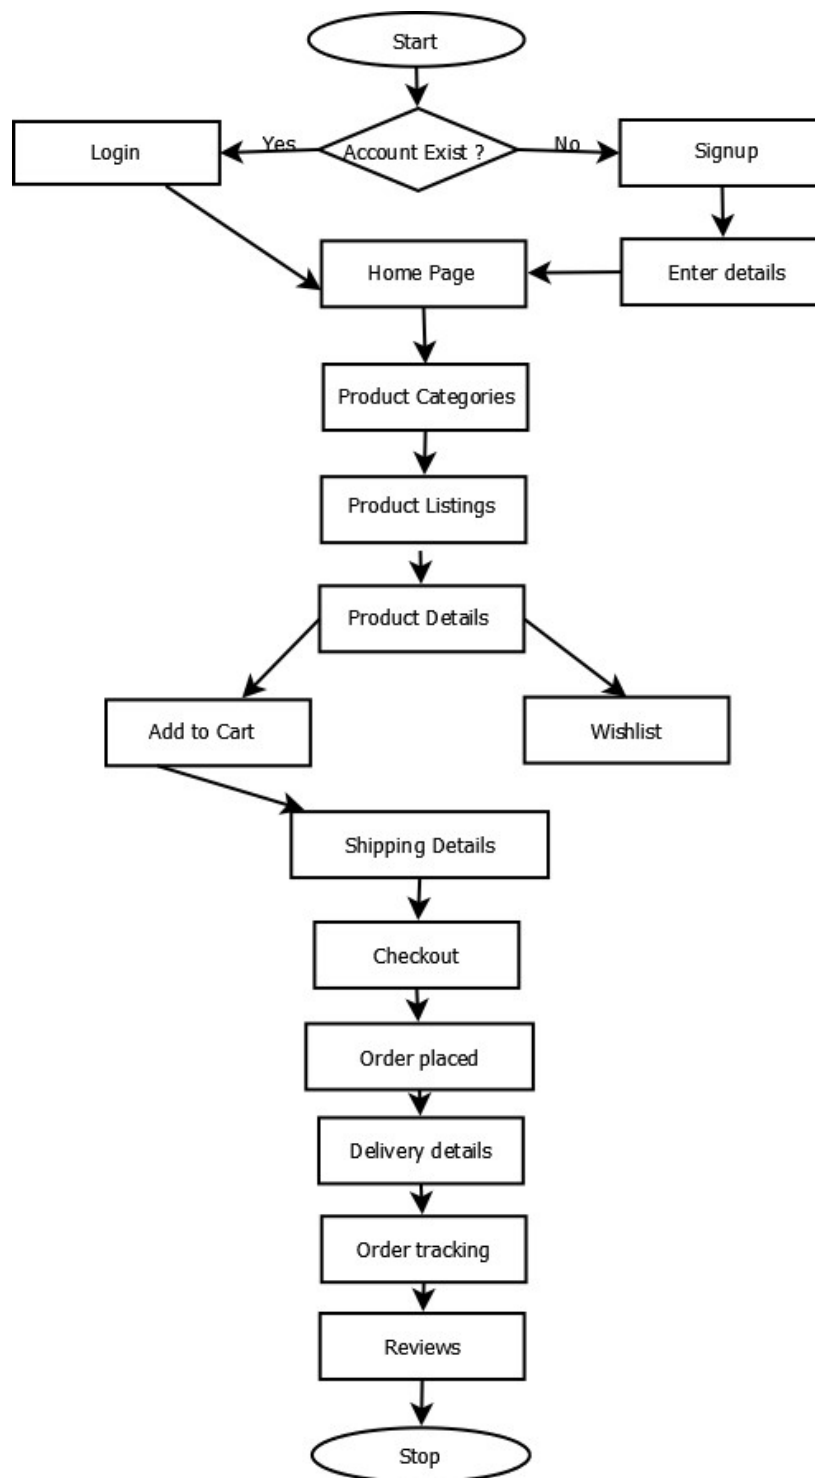 Start
Login
Yes
Account Exist ?
No
Signup
Home Page
Enter details
Product Categories
Product Listings
Product Details
Add to Cart
Wishlist
Shipping Details
Checkout
Order placed
Delivery details
Order tracking
Reviews
Stop